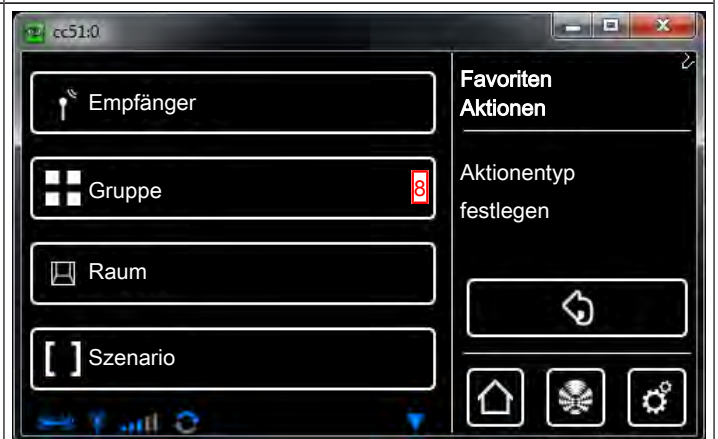 cc51:0
Empfänger
Gruppe
8
Raum
Szenario
Favoriten
Aktionen
Aktionentyp
festlegen